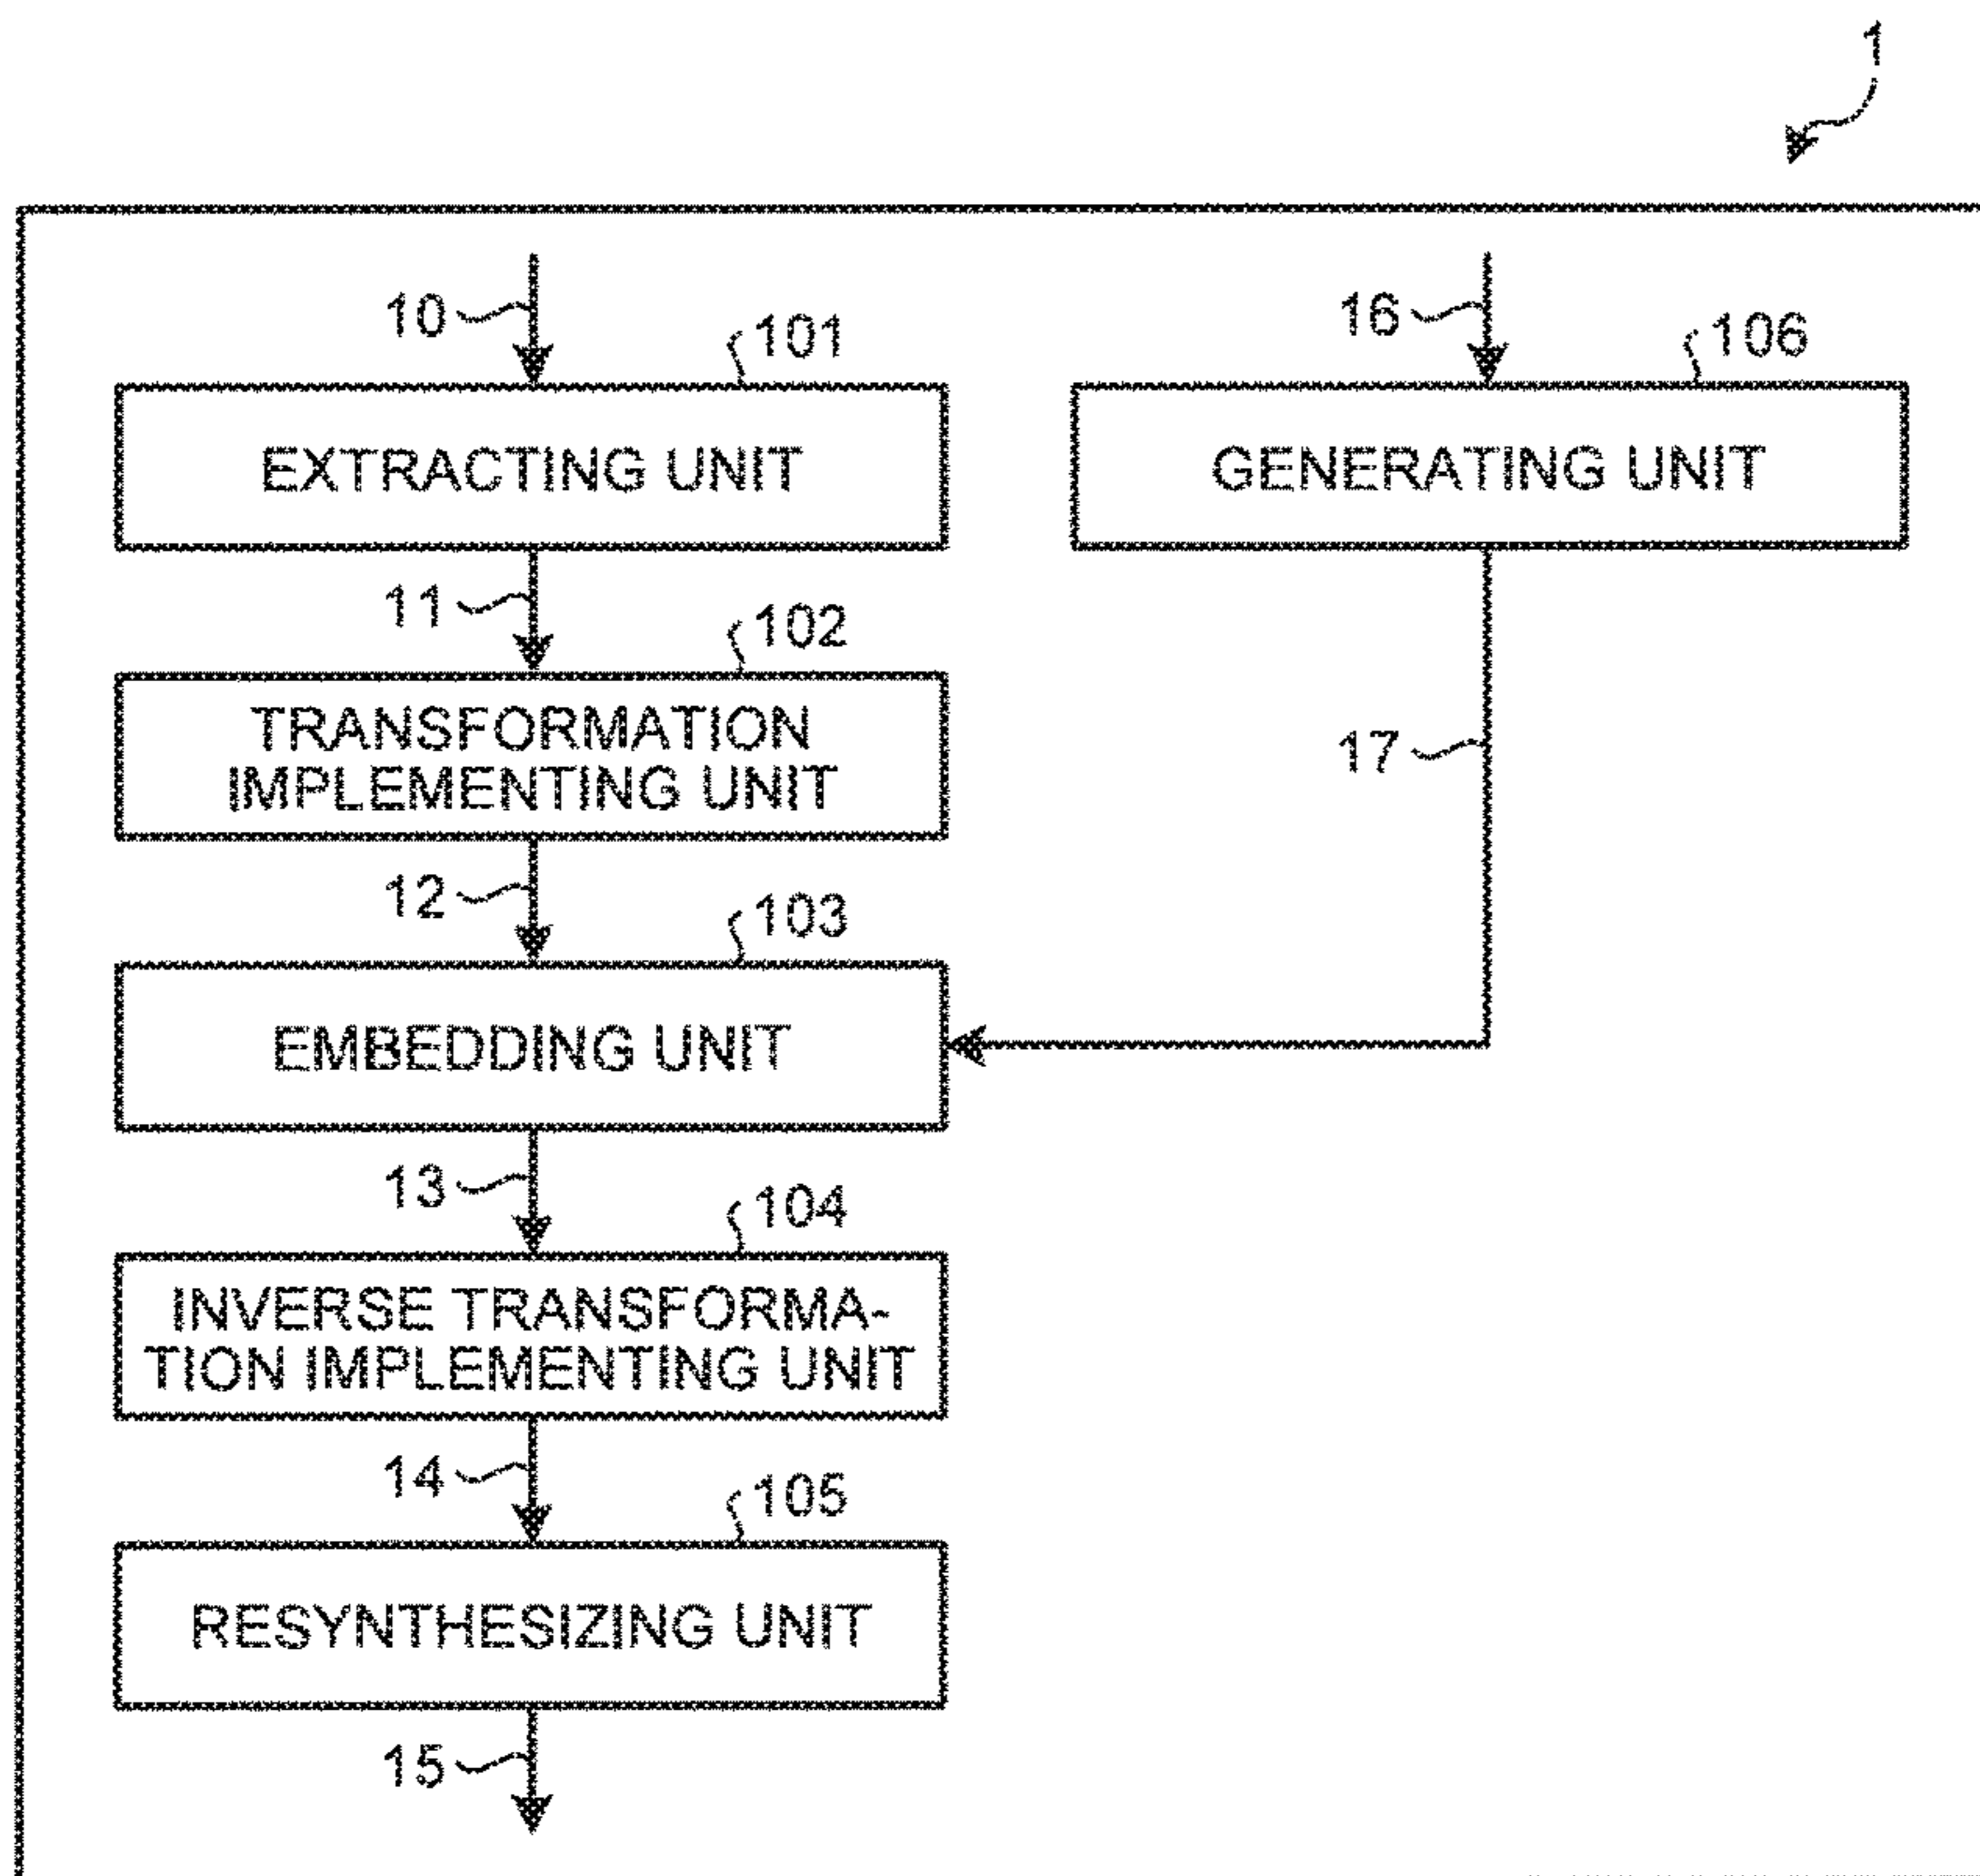 1
10
101
16
106
EXTRACTING UNIT
GENERATING UNIT
11
102
TRANSFORMATION
IMPLEMENTING UNIT
17
12
103
EMBEDDING UNIT
13
104
INVERSE TRANSFORMA-
TION IMPLEMENTING UNIT
14
105
RESYNTHESIZING UNIT
15